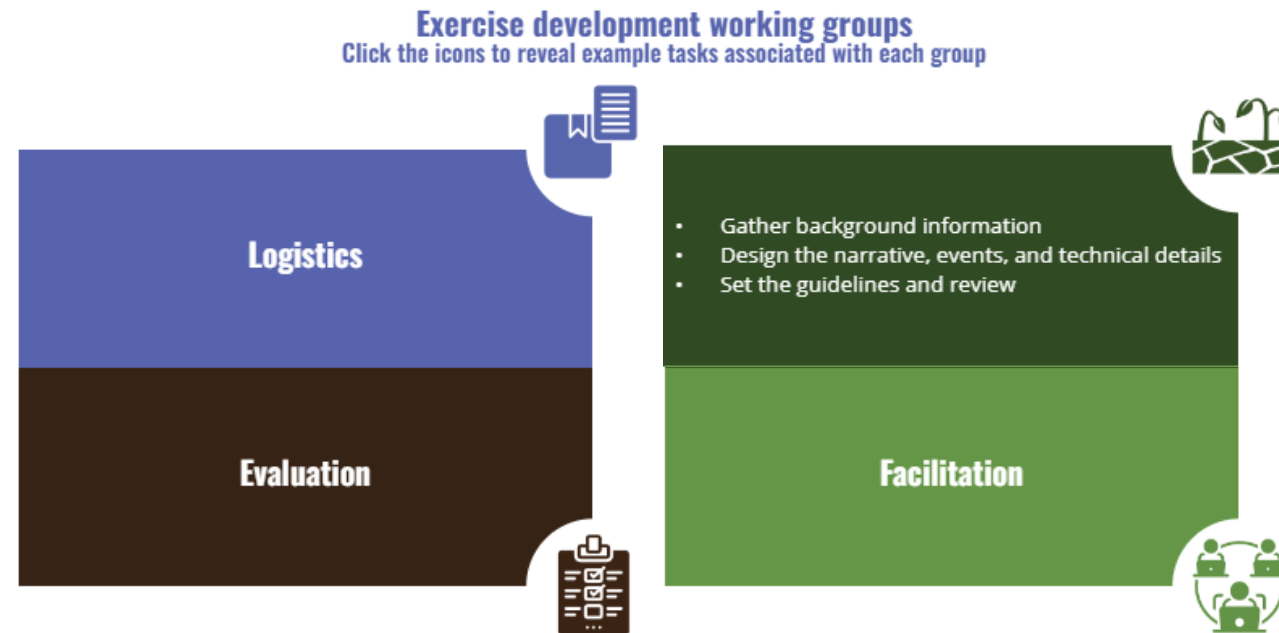 Exercise development working groups
Click the icons to reveal example tasks associated with each group
Logistics
• Gather background information
• Design the narrative, events, and technical details
• Set the guidelines and review
Evaluation
Facilitation